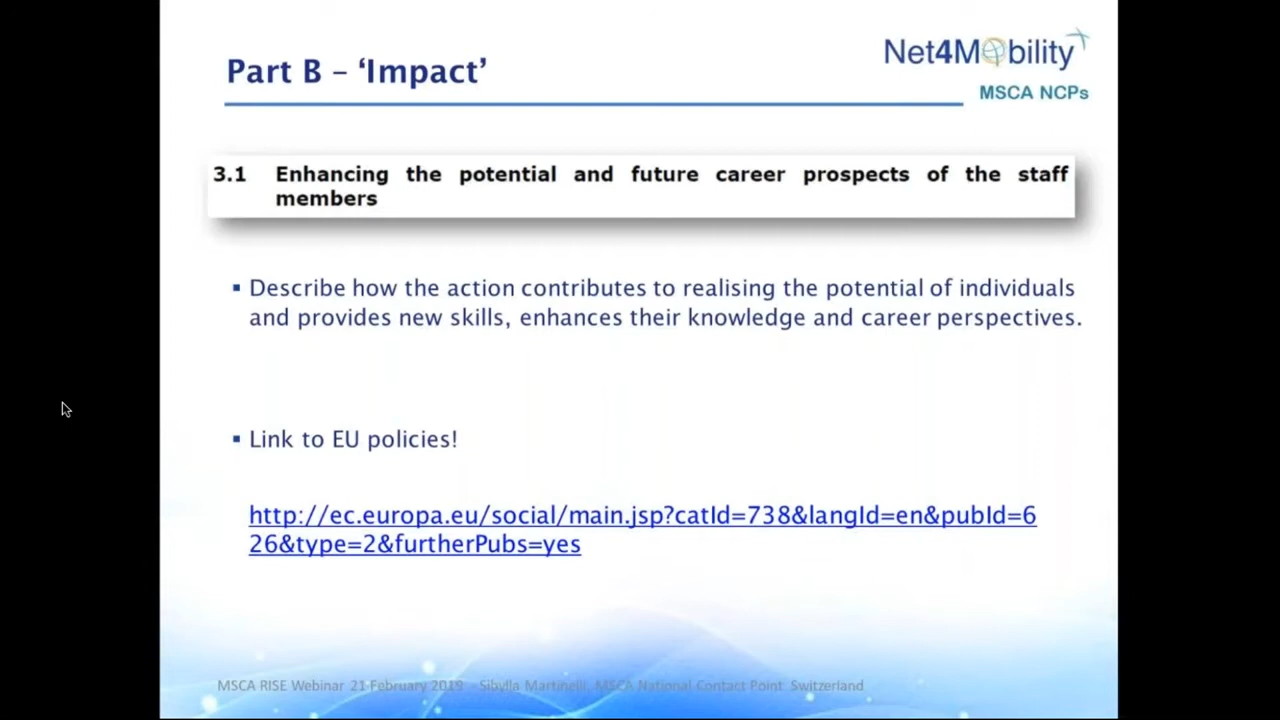 Part B – ‘Impact’
Net4Mobility
MSCA NCPs
3.1 Enhancing the potential and future career prospects of the staff
members
▪ Describe how the action contributes to realising the potential of individuals
and provides new skills, enhances their knowledge and career perspectives.
▪ Link to EU policies!
http://ec.europa.eu/social/main.jsp?catId=738&langId=en&pubId=6
26&type=2&furtherPubs=yes
MSCA RISE Webinar 21 February 2019 - Sibylla Martinelli, MSCA National Contact Point Switzerland